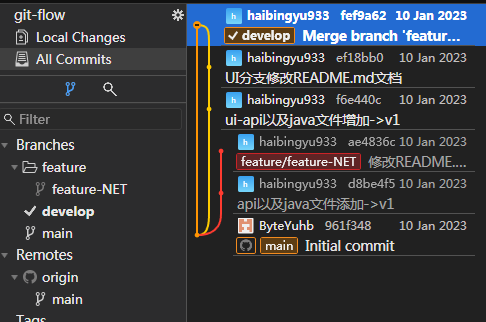 git-flow
Local Changes
All Commits
Filter
Branches
feature
feature-NET
develop
main
Remotes
origin
main
haibingyu933 fef9a62 10 Jan 2023
develop Merge branch 'featur...
haibingyu933 ef18bb0 10 Jan 2023
UI分支修改README.md文档
haibingyu933 f6e440c 10 Jan 2023
ui-api以及java文件增加->v1
haibingyu933 ae4836c 10 Jan 2023
feature/feature-NET 修改README....
haibingyu933 d8be4f5 10 Jan 2023
api以及java文件添加->v1
ByteYuhb 961f348 10 Jan 2023
main Initial commit